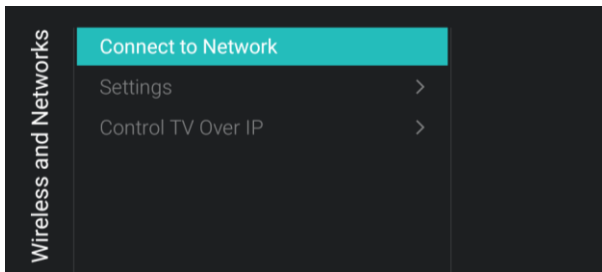 Wireless and Networks
Connect to Network
Settings
Control TV Over IP